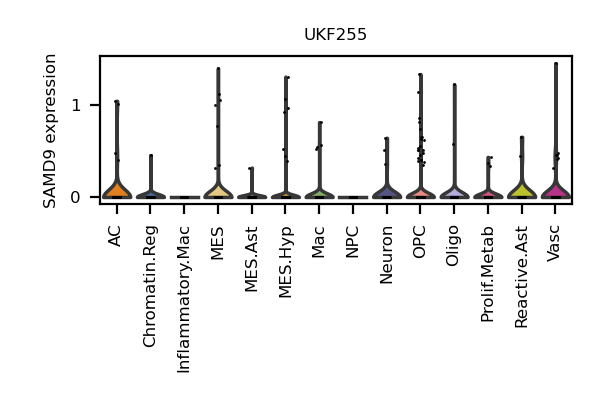 UKF255
SAMD9 expression
1
0
AC
Chromatin.Reg
Inflammatory.Mac
MES
MES.Ast
MES.Hyp
Mac
NPC
Neuron
OPC
Oligo
Prolif.Metab
Reactive.Ast
Vasc